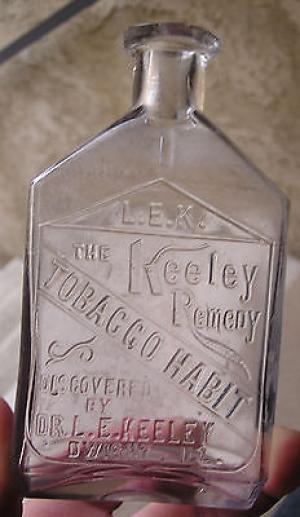 L.E.K.
THE Keeley
Remedy
TOBACCO HABIT
DISCOVERED
BY
DR. L.E. KEELEY